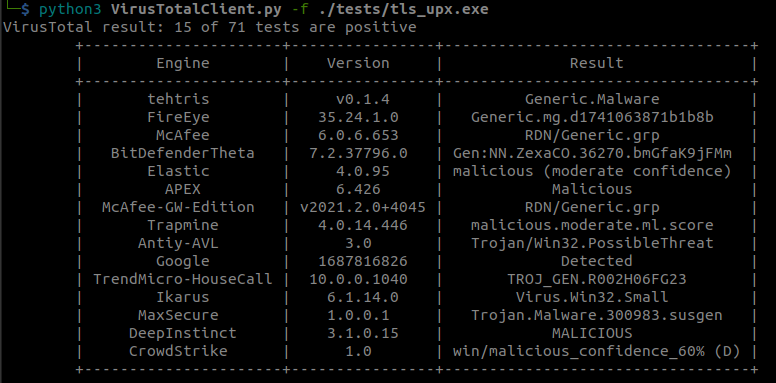 └─$ python3 VirusTotalClient.py -f ./tests/tls_upx.exe
VirusTotal result: 15 of 71 tests are positive
+----------------------+-----------------+-----------------------------------+
| Engine | Version | Result |
+----------------------+-----------------+-----------------------------------+
| tehtris | v0.1.4 | Generic.Malware |
| FireEye | 35.24.1.0 | Generic.mg.d1741063871b1b8b |
| McAfee | 6.0.6.653 | RDN/Generic.grp |
| BitDefenderTheta | 7.2.37796.0 | Gen:NN.ZexaCO.36270.bmGfaK9jFMm |
| Elastic | 4.0.95 | malicious (moderate confidence) |
| APEX | 6.426 | Malicious |
| McAfee-GW-Edition | v2021.2.0+4045 | RDN/Generic.grp |
| Trapmine | 4.0.14.446 | malicious.moderate.ml.score |
| Antiy-AVL | 3.0 | Trojan/Win32.PossibleThreat |
| Google | 1687816826 | Detected |
| TrendMicro-HouseCall | 10.0.0.1040 | TROJ_GEN.R002H06FG23 |
| Ikarus | 6.1.14.0 | Virus.Win32.Small |
| MaxSecure | 1.0.0.1 | Trojan.Malware.300983.susgen |
| DeepInstinct | 3.1.0.15 | MALICIOUS |
| CrowdStrike | 1.0 | win/malicious_confidence_60% (D) |
+----------------------+-----------------+-----------------------------------+